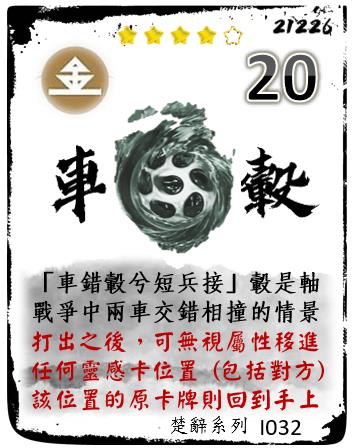 21226
金
20
車轂
「車錯轂兮短兵接」轂是軸
戰爭中兩車交錯相撞的情景
打出之後，可無視屬性移進
任何靈感卡位置（包括對方）
該位置的原卡牌則回到手上
楚辭系列 I032